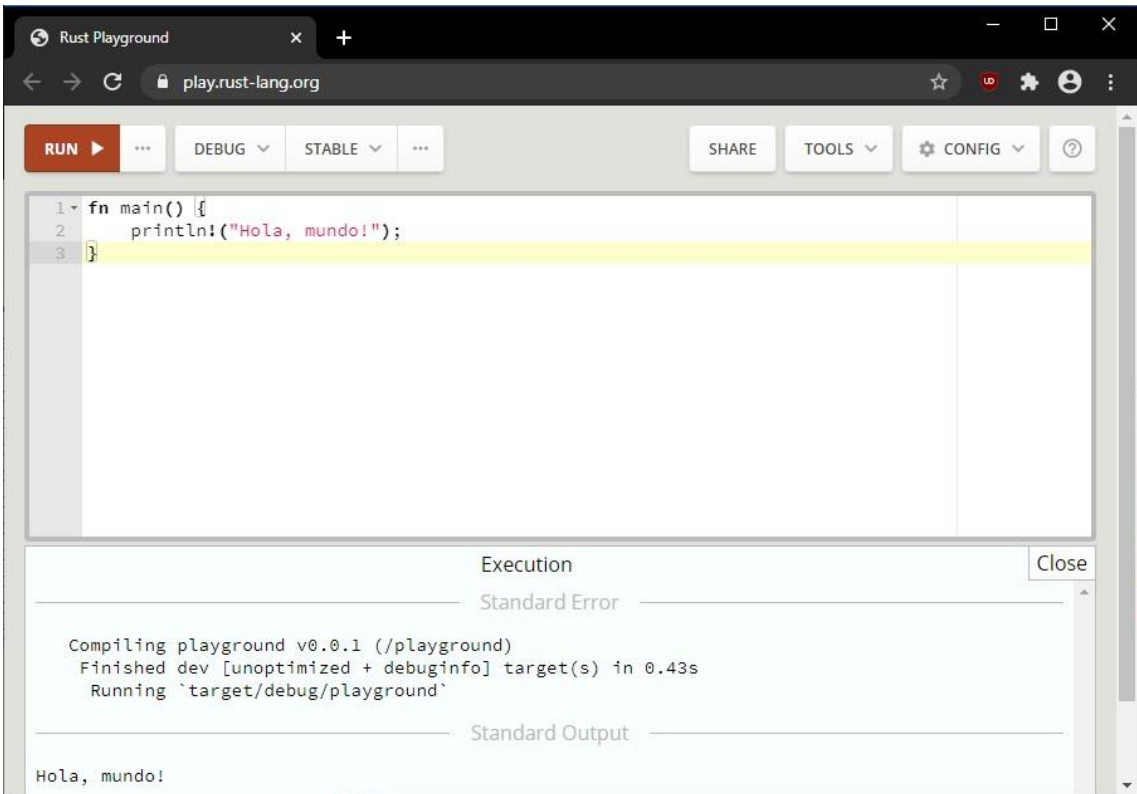 Rust Playground
play.rust-lang.org
RUN ... DEBUG STABLE ... SHARE TOOLS CONFIG
1 fn main() {
2     println!("Hola, mundo!");
3 }
Execution Close
Standard Error
Compiling playground v0.0.1 (/playground)
Finished dev [unoptimized + debuginfo] target(s) in 0.43s
Running `target/debug/playground`
Standard Output
Hola, mundo!